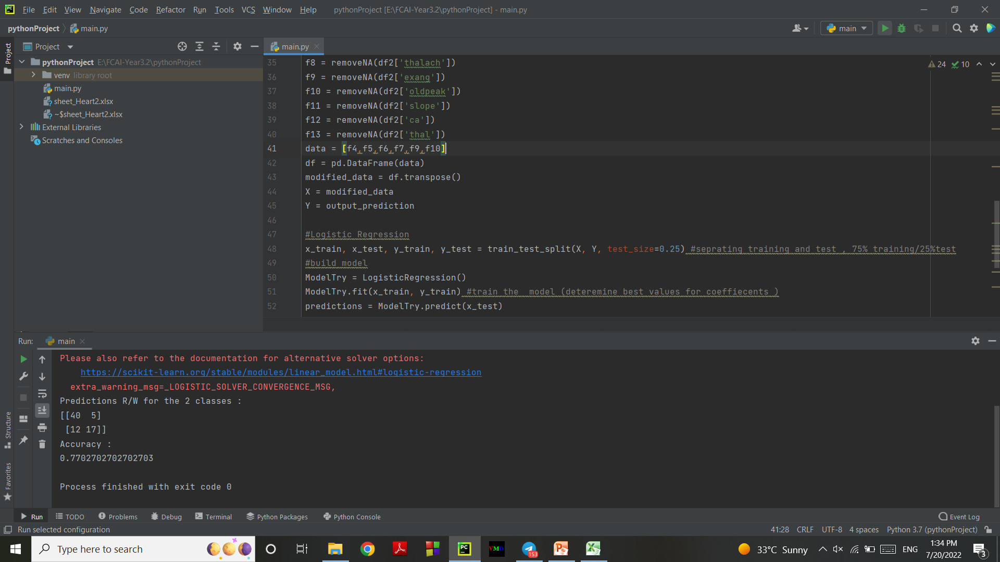 File Edit View Navigate Code Refactor Run Tools VCS Window Help pythonProject [E:\FCAI-Year3.2\pythonProject] - main.py
pythonProject main.py main
Project main.py
pythonProject E:\FCAI-Year3.2\pythonProject
venv library root
main.py
sheet_Heart2.xlsx
~$sheet_Heart2.xlsx
External Libraries
Scratches and Consoles
Project
Structure
Favorites
24 10
35 f8 = removeNA(df2['thalach'])
36 f9 = removeNA(df2['exang'])
37 f10 = removeNA(df2['oldpeak'])
38 f11 = removeNA(df2['slope'])
39 f12 = removeNA(df2['ca'])
40 f13 = removeNA(df2['thal'])
41 data = [f4,f5,f6,f7,f9,f10]
42 df = pd.DataFrame(data)
43 modified_data = df.transpose()
44 X = modified_data
45 Y = output_prediction
46
47 #Logistic Regression
48 x_train, x_test, y_train, y_test = train_test_split(X, Y, test_size=0.25) #seprating training and test , 75% training/25%test
49 #build model
50 ModelTry = LogisticRegression()
51 ModelTry.fit(x_train, y_train) #train the  model (deteremine best values for coeffiecents )
52 predictions = ModelTry.predict(x_test)
Run: main
Please also refer to the documentation for alternative solver options:
https://scikit-learn.org/stable/modules/linear_model.html#logistic-regression
extra_warning_msg=_LOGISTIC_SOLVER_CONVERGENCE_MSG,
Predictions R/W for the 2 classes :
[[40  5]
[12 17]]
Accuracy :
0.7702702702702703
Process finished with exit code 0
Run TODO Problems Debug Terminal Python Packages Python Console Event Log
Run selected configuration 41:28 CRLF UTF-8 4 spaces Python 3.7 (pythonProject)
Type here to search PC VMD 153 33°C Sunny ENG 1:34 PM
7/20/2022 3